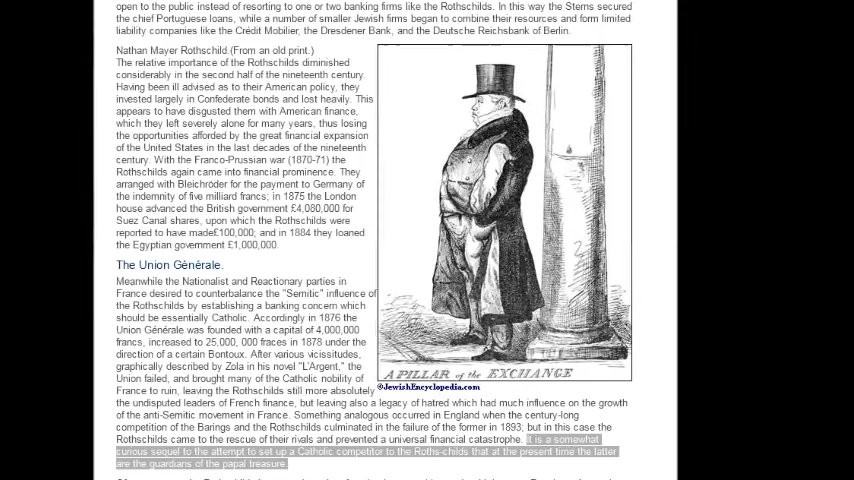 open to the public instead of resorting to one or two banking firms like the Rothschilds. In this way the Sterns secured
the chief Portuguese loans, while a number of smaller Jewish firms began to combine their resources and form limited
liability companies like the Crédit Mobilier, the Dresdener Bank, and the Deutsche Reichsbank of Berlin.
Nathan Mayer Rothschild.(From an old print.)
The relative importance of the Rothschilds diminished
considerably in the second half of the nineteenth century.
Having been ill advised as to their American policy, they
invested largely in Confederate bonds and lost heavily. This
appears to have disgusted them with American finance,
which they left severely alone for many years, thus losing
the opportunities afforded by the great financial expansion
of the United States in the last decades of the nineteenth
century. With the Franco-Prussian war (1870-71) the
Rothschilds again came into financial prominence. They
arranged with Bleichröder for the payment to Germany of
the indemnity of five milliard francs; in 1875 the London
house advanced the British government £4,080,000 for
Suez Canal shares, upon which the Rothschilds were
reported to have made£100,000; and in 1884 they loaned
the Egyptian government £1,000,000.
The Union Générale.
Meanwhile the Nationalist and Reactionary parties in
France desired to counterbalance the "Semitic" influence of
the Rothschilds by establishing a banking concern which
should be essentially Catholic. Accordingly in 1876 the
Union Générale was founded with a capital of 4,000,000
francs, increased to 25,000, 000 fraces in 1878 under the
direction of a certain Bontoux. After various vicissitudes,
graphically described by Zola in his novel "L'Argent," the
Union failed, and brought many of the Catholic nobility of
France to ruin, leaving the Rothschilds still more absolutely
the undisputed leaders of French finance, but leaving also a legacy of hatred which had much influence on the growth
of the anti-Semitic movement in France. Something analogous occurred in England when the century-long
competition of the Barings and the Rothschilds culminated in the failure of the former in 1893; but in this case the
Rothschilds came to the rescue of their rivals and prevented a universal financial catastrophe. It is a somewhat
curious sequel to the attempt to set up a Catholic competitor to the Roths-childs that at the present time the latter
are the guardians of the papal treasure.
A PILLAR of the EXCHANGE
©JewishEncyclopedia.com